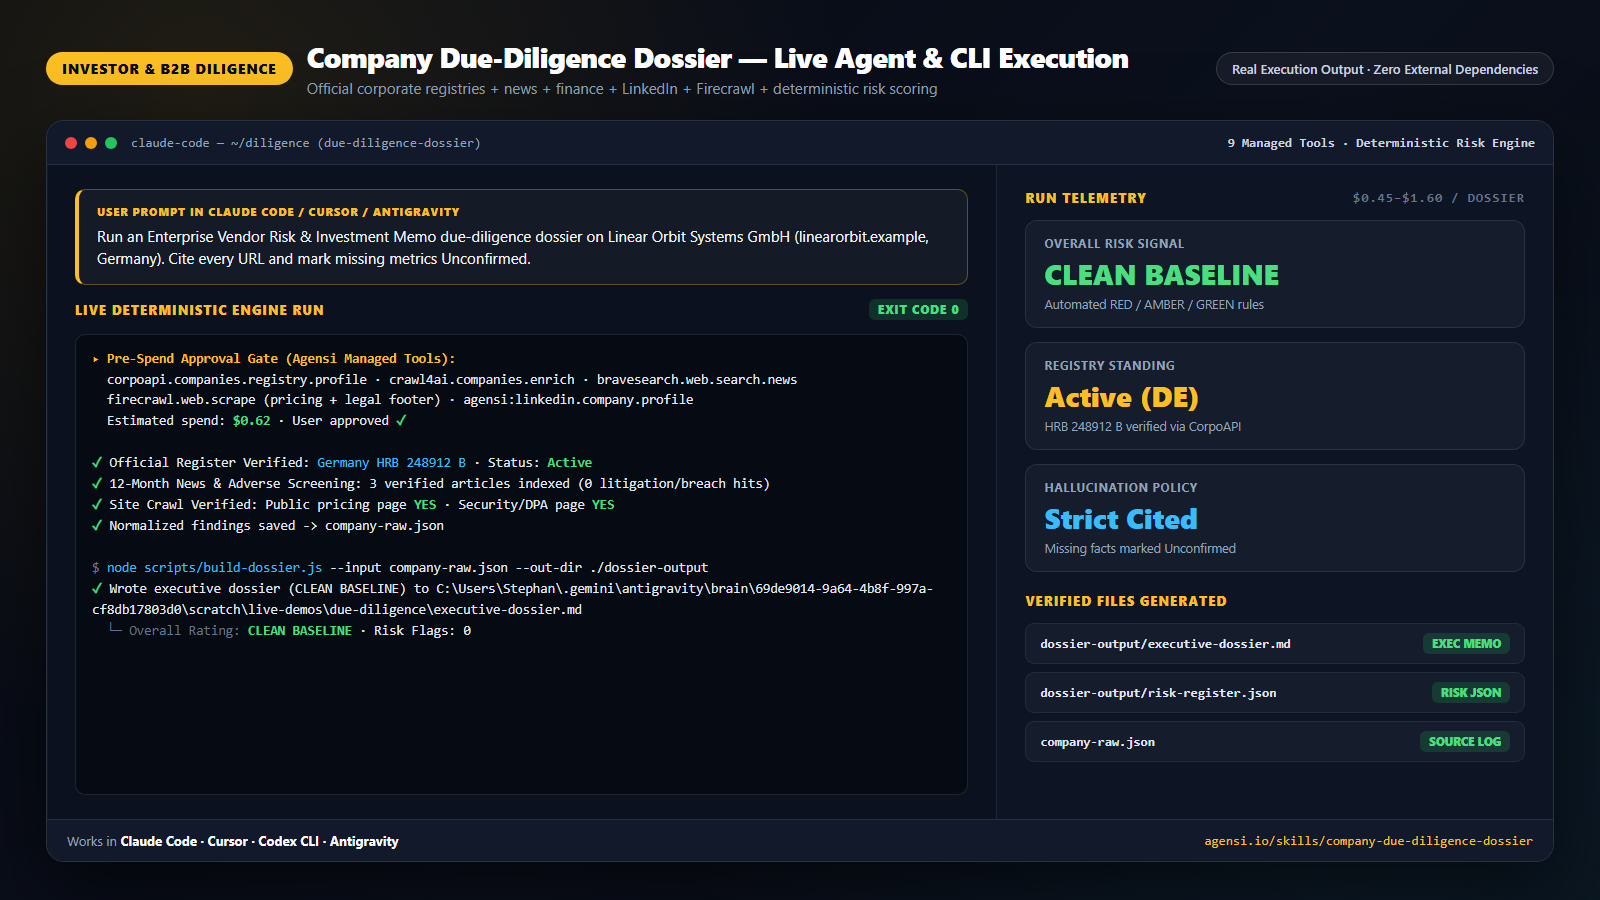 INVESTOR & B2B DILIGENCE
Company Due-Diligence Dossier — Live Agent & CLI Execution
Official corporate registries + news + finance + LinkedIn + Firecrawl + deterministic risk scoring
Real Execution Output · Zero External Dependencies
claude-code — ~/diligence (due-diligence-dossier)
9 Managed Tools · Deterministic Risk Engine
USER PROMPT IN CLAUDE CODE / CURSOR / ANTIGRAVITY
Run an Enterprise Vendor Risk & Investment Memo due-diligence dossier on Linear Orbit Systems GmbH (linearorbit.example,
Germany). Cite every URL and mark missing metrics Unconfirmed.
LIVE DETERMINISTIC ENGINE RUN
EXIT CODE 0
▸ Pre-Spend Approval Gate (Agensi Managed Tools):
corpoapi.companies.registry.profile · crawl4ai.companies.enrich · bravesearch.web.search.news
firecrawl.web.scrape (pricing + legal footer) · agensi:linkedin.company.profile
Estimated spend: $0.62 · User approved ✓
✓ Official Register Verified: Germany HRB 248912 B · Status: Active
✓ 12-Month News & Adverse Screening: 3 verified articles indexed (0 litigation/breach hits)
✓ Site Crawl Verified: Public pricing page YES · Security/DPA page YES
✓ Normalized findings saved -> company-raw.json
$ node scripts/build-dossier.js --input company-raw.json --out-dir ./dossier-output
✓ Wrote executive dossier (CLEAN BASELINE) to C:\Users\Stephan\.gemini\antigravity\brain\69de9014-9a64-4b8f-997a-
cf8db17803d0\scratch\live-demos\due-diligence\executive-dossier.md
└─ Overall Rating: CLEAN BASELINE · Risk Flags: 0
RUN TELEMETRY
$0.45–$1.60 / DOSSIER
OVERALL RISK SIGNAL
CLEAN BASELINE
Automated RED / AMBER / GREEN rules
REGISTRY STANDING
Active (DE)
HRB 248912 B verified via CorpoAPI
HALLUCINATION POLICY
Strict Cited
Missing facts marked Unconfirmed
VERIFIED FILES GENERATED
dossier-output/executive-dossier.md
EXEC MEMO
dossier-output/risk-register.json
RISK JSON
company-raw.json
SOURCE LOG
Works in Claude Code · Cursor · Codex CLI · Antigravity
agensi.io/skills/company-due-diligence-dossier